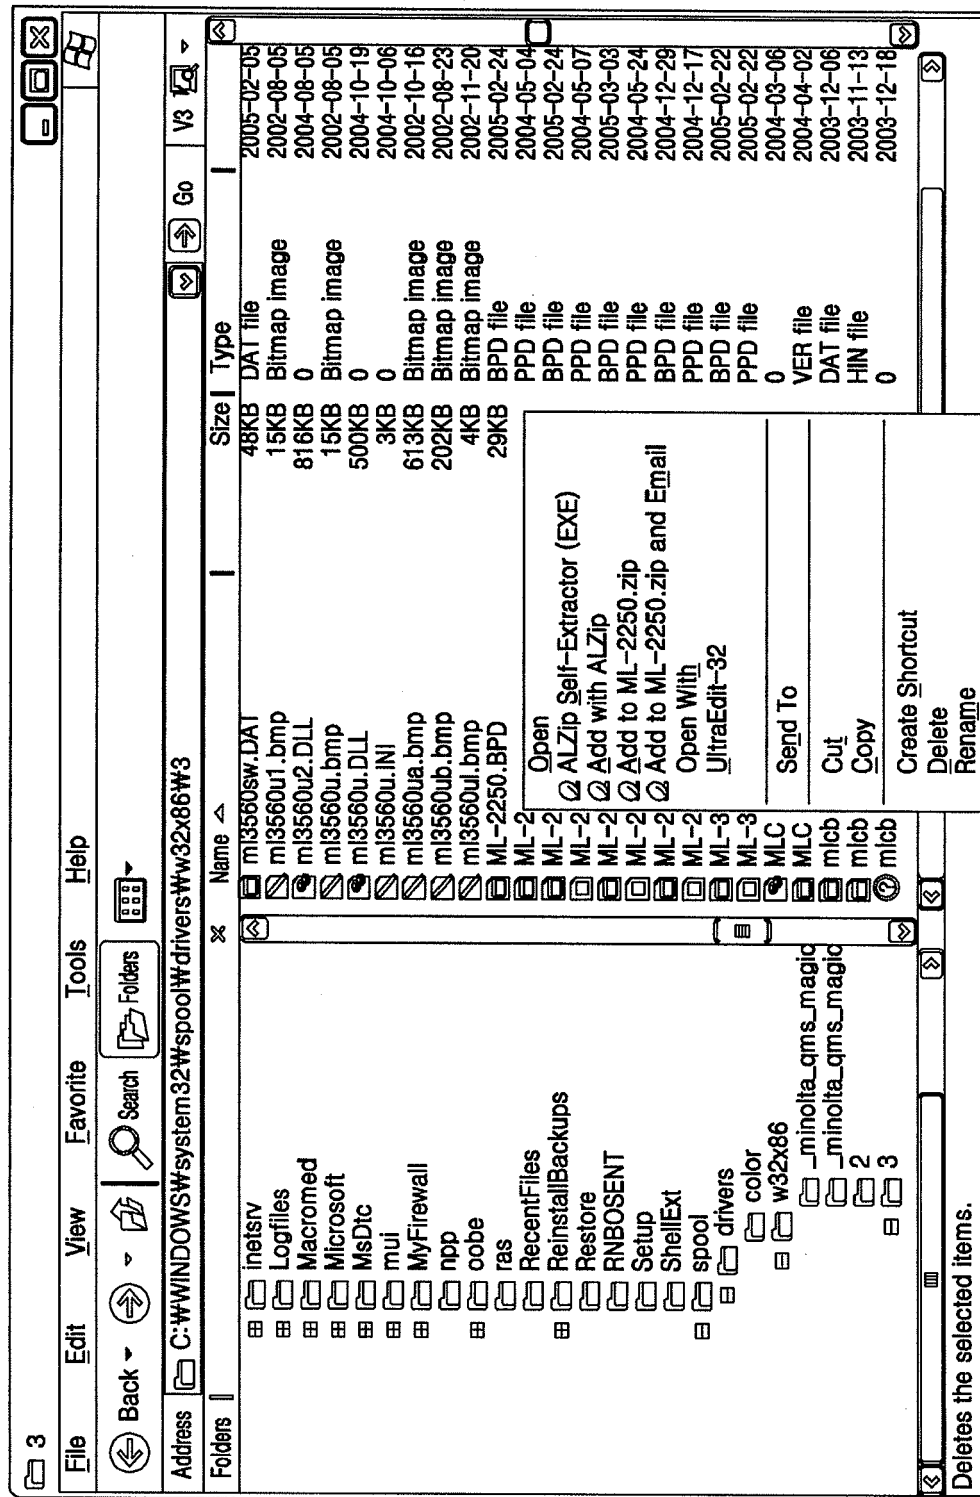 3
File Edit View Favorite Tools Help
Back Search Folders
Address C:₩WINDOWS₩system32₩spool₩drivers₩w32x86₩3 Go V3
Folders
inetsrv
Logfiles
Macromed
Microsoft
MsDtc
mui
MyFirewall
npp
oobe
ras
RecentFiles
ReinstallBackups
Restore
RNBOSENT
Setup
ShellExt
spool
drivers
color
w32x86
_minolta_qms_magic
_minolta_qms_magic
2
3
Name Size Type
ml3560sw.DAT 48KB DAT file 2005-02-05
ml3560u1.bmp 15KB Bitmap image 2002-08-05
ml3560u2.DLL 816KB 0 2004-08-05
ml3560u.bmp 15KB Bitmap image 2002-08-05
ml3560u.DLL 500KB 0 2004-10-19
ml3560u.INI 3KB 0 2004-10-06
ml3560ua.bmp 613KB Bitmap image 2002-10-16
ml3560ub.bmp 202KB Bitmap image 2002-08-23
ml3560ul.bmp 4KB Bitmap image 2002-11-20
ML-2250.BPD 29KB BPD file 2005-02-24
ML-2 PPD file 2004-05-04
ML-2 BPD file 2005-02-24
ML-2 PPD file 2004-05-07
ML-2 BPD file 2005-03-03
ML-2 PPD file 2004-05-24
ML-2 BPD file 2004-12-29
ML-2 PPD file 2004-12-17
ML-3 BPD file 2005-02-22
ML-3 PPD file 2005-02-22
MLC 0 2004-03-06
MLC VER file 2004-04-02
mlcb DAT file 2003-12-06
mlcb HIN file 2003-11-13
mlcb 0 2003-12-18
Open
ALZip Self-Extractor (EXE)
Add with ALZip
Add to ML-2250.zip
Add to ML-2250.zip and Email
Open With
UltraEdit-32
Send To
Cut
Copy
Create Shortcut
Delete
Rename
Deletes the selected items.